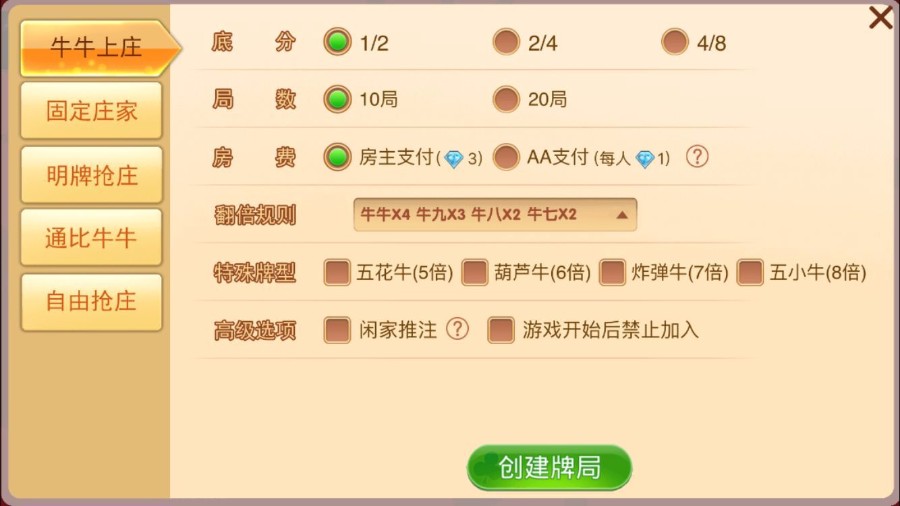 牛牛上庄
固定庄家
明牌抢庄
通比牛牛
自由抢庄
底 分 1/2 2/4 4/8
局 数 10局 20局
房 费 房主支付(3) AA支付(每人1) ?
翻倍规则 牛牛X4 牛九X3 牛八X2 牛七X2
特殊牌型 五花牛(5倍) 葫芦牛(6倍) 炸弹牛(7倍) 五小牛(8倍)
高级选项 闲家推注 ? 游戏开始后禁止加入
创建牌局